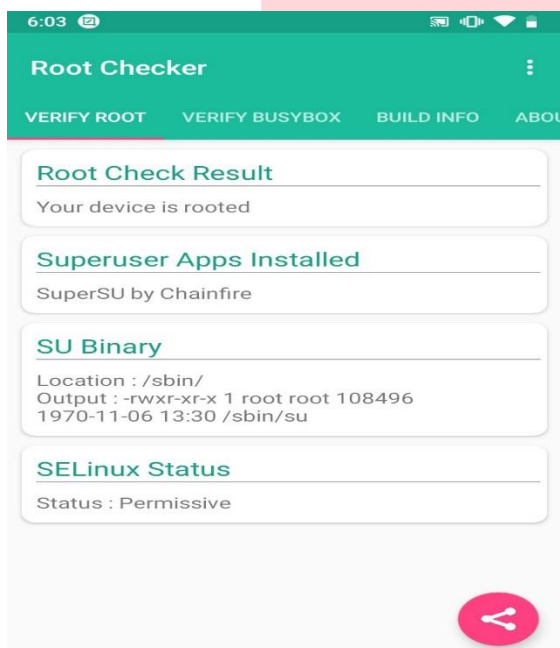 6:03
Root Checker
VERIFY ROOT VERIFY BUSYBOX BUILD INFO ABOU
Root Check Result
Your device is rooted
Superuser Apps Installed
SuperSU by Chainfire
SU Binary
Location : /sbin/
Output : -rwxr-xr-x 1 root root 108496
1970-11-06 13:30 /sbin/su
SELinux Status
Status : Permissive